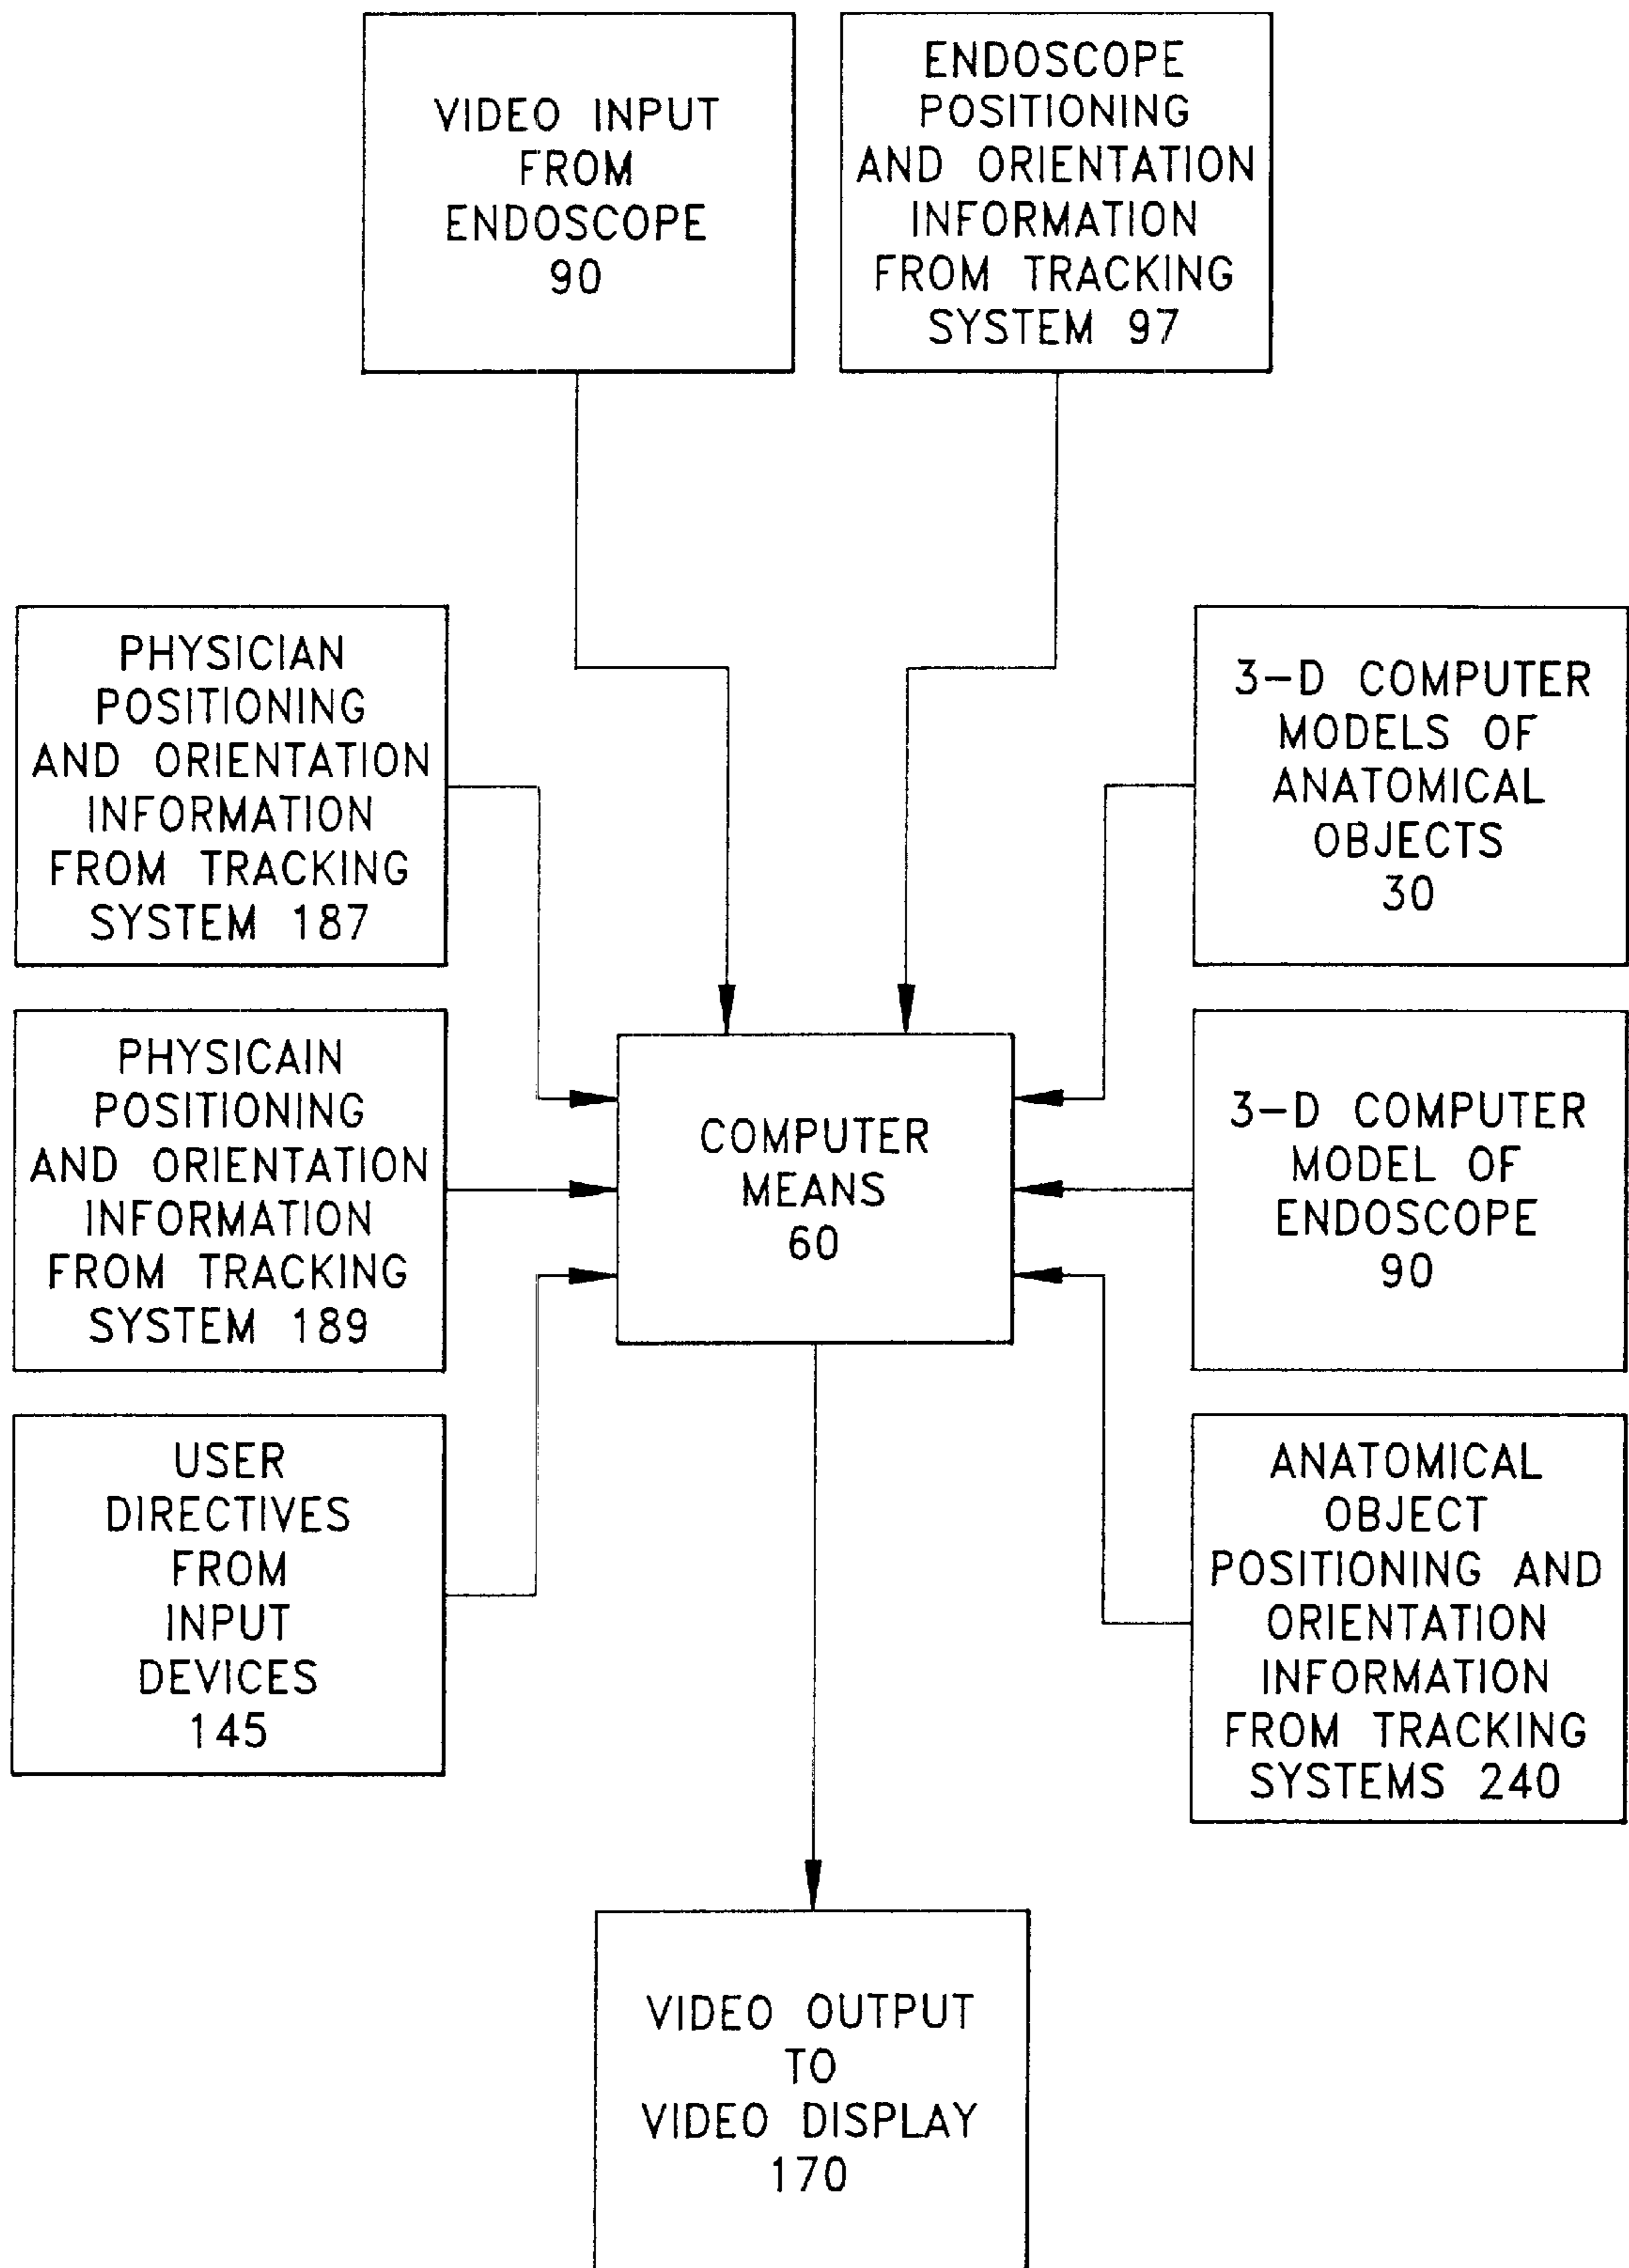 VIDEO INPUT
FROM
ENDOSCOPE
90
ENDOSCOPE
POSITIONING
AND ORIENTATION
INFORMATION
FROM TRACKING
SYSTEM 97
PHYSICIAN
POSITIONING
AND ORIENTATION
INFORMATION
FROM TRACKING
SYSTEM 187
3-D COMPUTER
MODELS OF
ANATOMICAL
OBJECTS
30
PHYSICAIN
POSITIONING
AND ORIENTATION
INFORMATION
FROM TRACKING
SYSTEM 189
COMPUTER
MEANS
60
3-D COMPUTER
MODEL OF
ENDOSCOPE
90
USER
DIRECTIVES
FROM
INPUT
DEVICES
145
ANATOMICAL
OBJECT
POSITIONING AND
ORIENTATION
INFORMATION
FROM TRACKING
SYSTEMS 240
VIDEO OUTPUT
TO
VIDEO DISPLAY
170